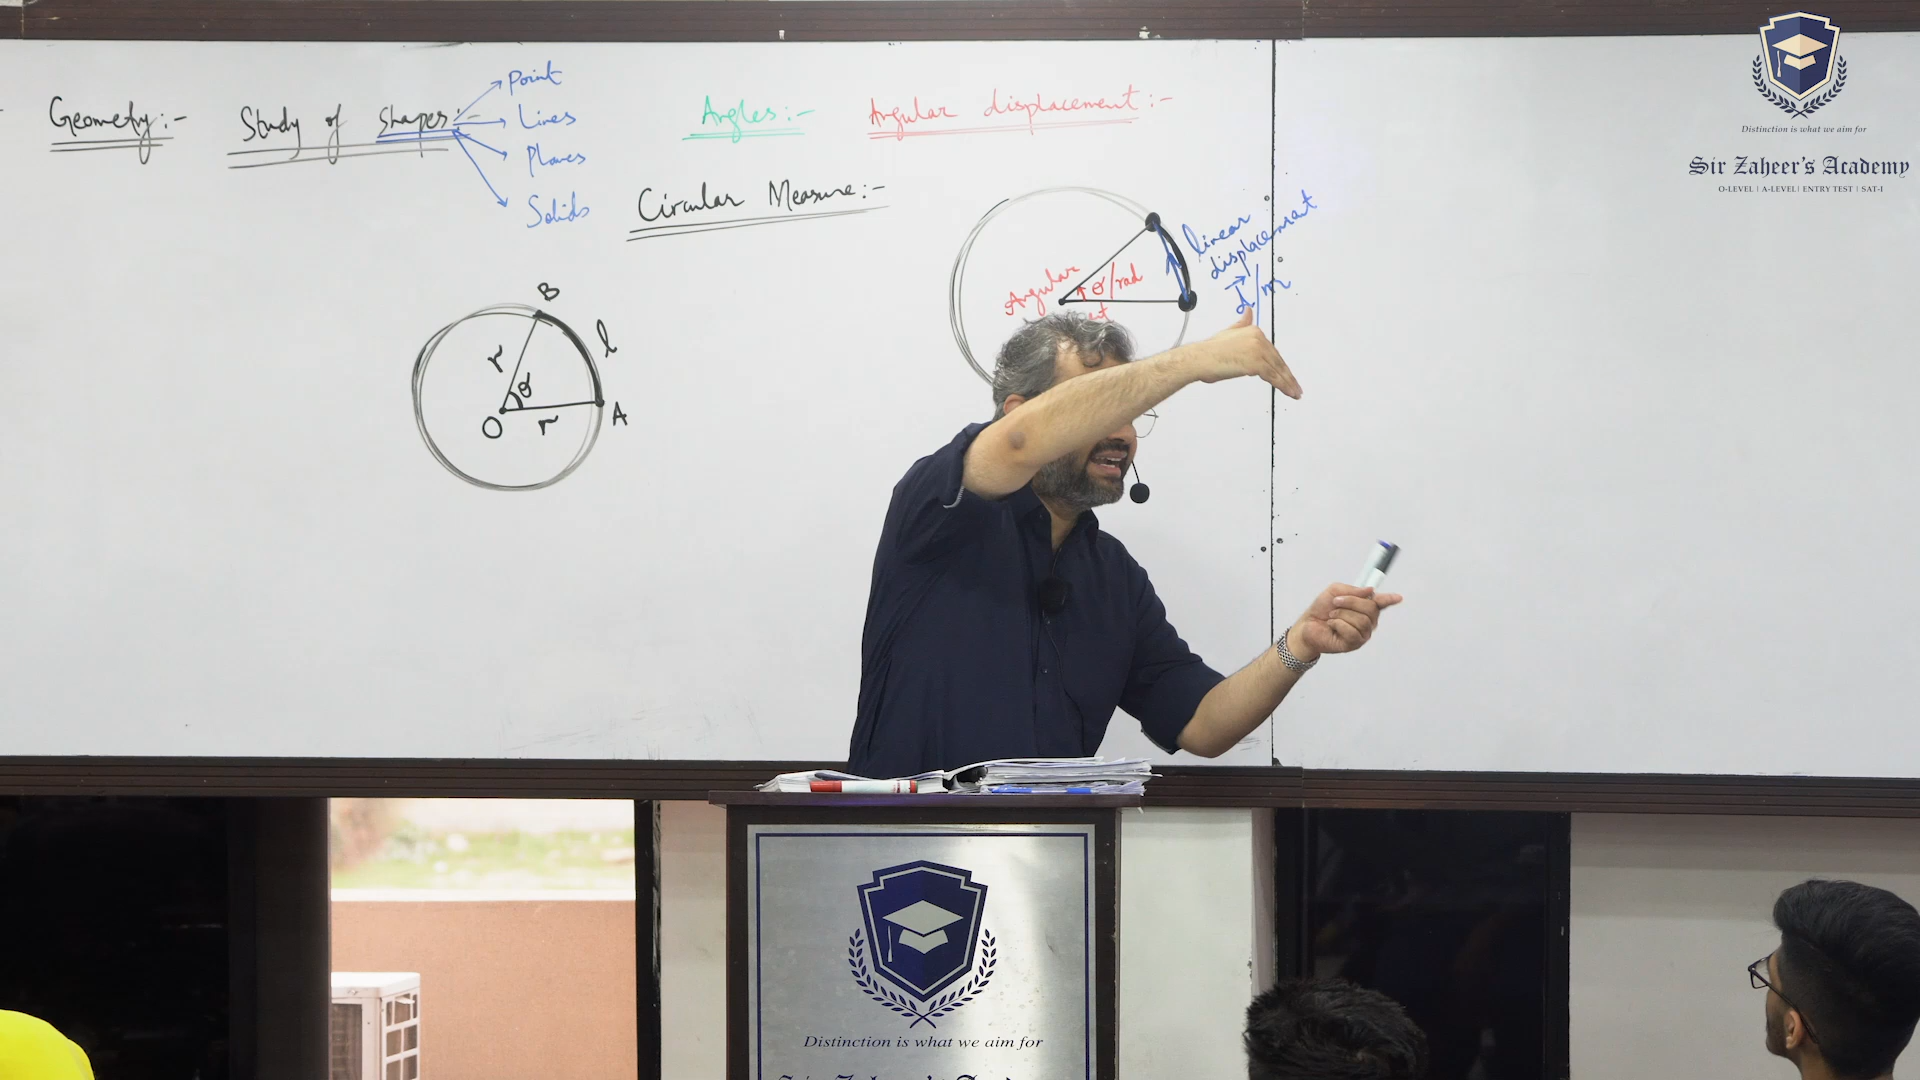 Geometry:-
Study of Shapes:-
Point
Lines
Planes
Solids
Angles:-
Angular displacement:-
Circular Measure:-
B
l
r
θ
O
r
A
Angular
θ/rad
linear
displacement
d/m
Distinction is what we aim for
Sir Zaheer's Academy
O-LEVEL | A-LEVEL | ENTRY TEST | SAT-I
Distinction is what we aim for